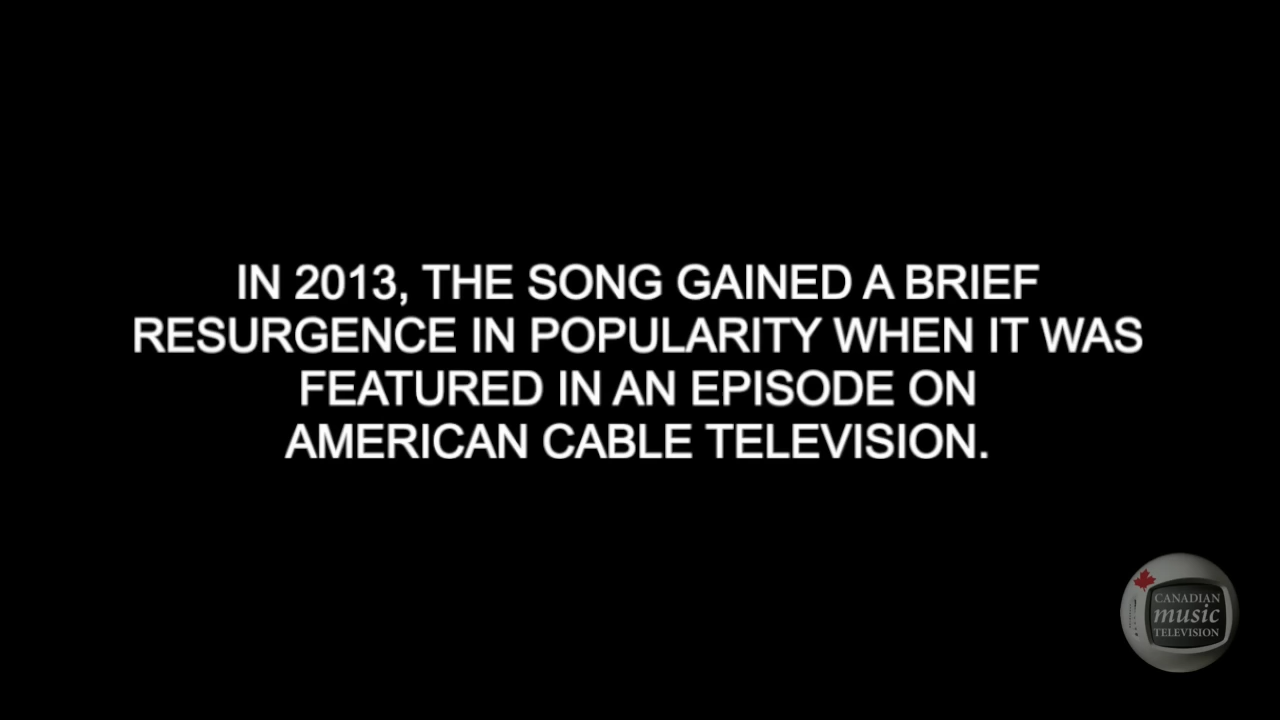 IN 2013, THE SONG GAINED A BRIEF
RESURGENCE IN POPULARITY WHEN IT WAS
FEATURED IN AN EPISODE ON
AMERICAN CABLE TELEVISION.
CANADIAN
music
TELEVISION